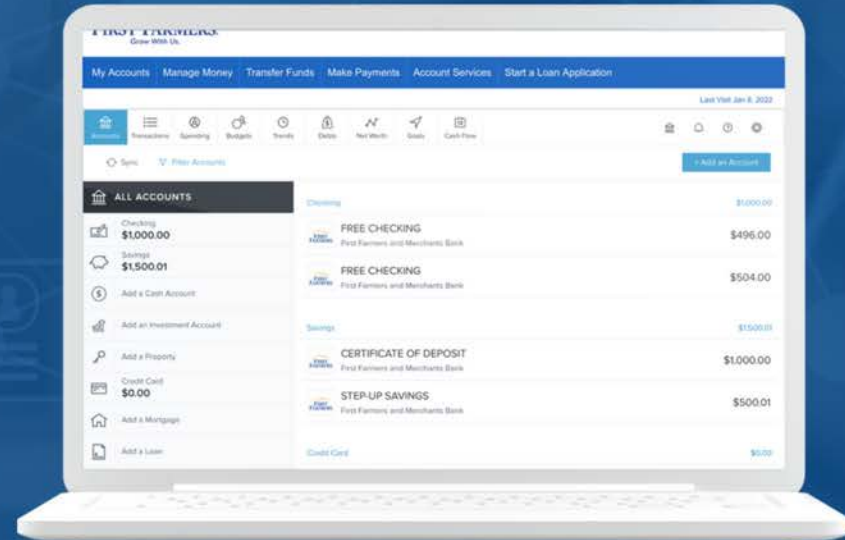 FIRST FARMERS.
Grow With Us.
My Accounts Manage Money Transfer Funds Make Payments Account Services Start a Loan Application
Last Visit Jan 8, 2022
Accounts Transactions Spending Budgets Trends Debts Net Worth Goals Cash Flow
Sync Filter Accounts + Add an Account
ALL ACCOUNTS
Checking
$1,000.00
Savings
$1,500.01
Add a Cash Account
Add an Investment Account
Add a Property
Credit Card
$0.00
Add a Mortgage
Add a Loan
Checking $1,000.00
FREE CHECKING
First Farmers and Merchants Bank
$496.00
FREE CHECKING
First Farmers and Merchants Bank
$504.00
Savings $1,500.01
CERTIFICATE OF DEPOSIT
First Farmers and Merchants Bank
$1,000.00
STEP-UP SAVINGS
First Farmers and Merchants Bank
$500.01
Credit Card $0.00